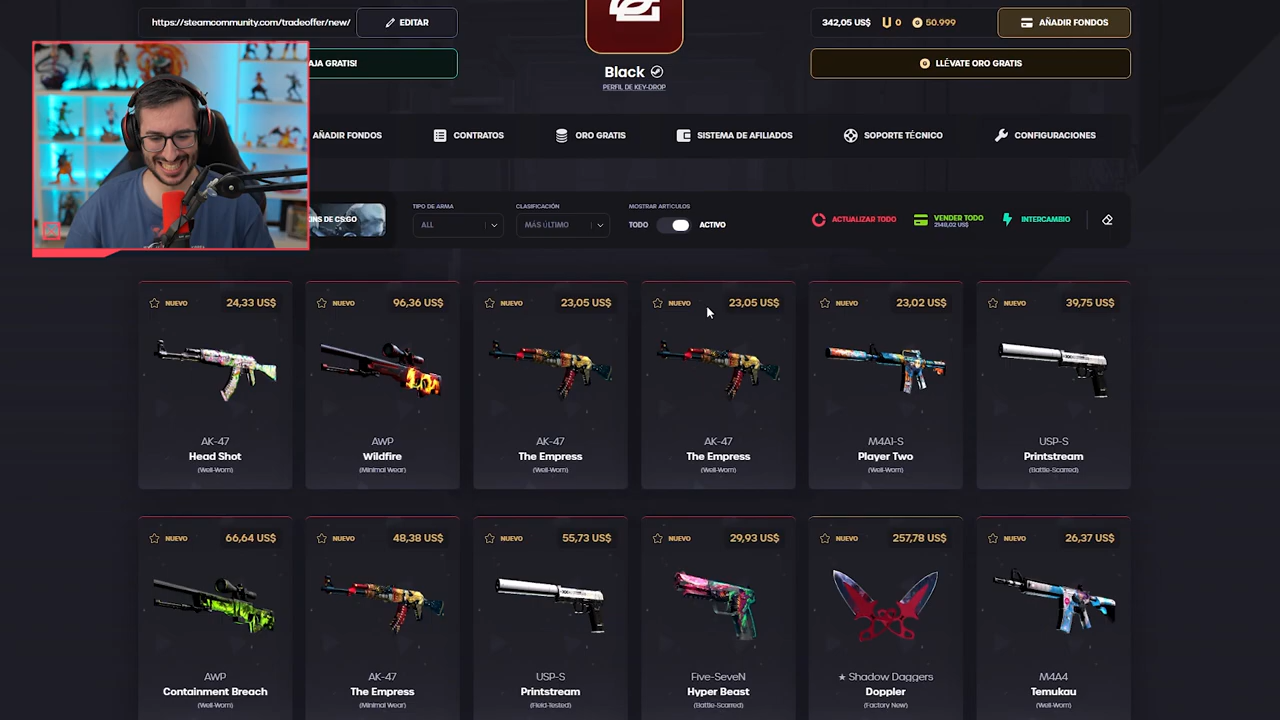 https://steamcommunity.com/tradeoffer/new/
EDITAR
342,05 US$
0
50.999
AÑADIR FONDOS
AJA GRATIS!
Black
PERFIL DE KEY-DROP
LLÉVATE ORO GRATIS
AÑADIR FONDOS
CONTRATOS
ORO GRATIS
SISTEMA DE AFILIADOS
SOPORTE TÉCNICO
CONFIGURACIONES
NS DE CS:GO
TIPO DE ARMA
ALL
CLASIFICACIÓN
MÁS ÚLTIMO
MOSTRAR ARTÍCULOS
TODO
ACTIVO
ACTUALIZAR TODO
VENDER TODO
2148,02 US$
INTERCAMBIO
NUEVO 24,33 US$
AK-47
Head Shot
(Well-Worn)
NUEVO 96,36 US$
AWP
Wildfire
(Minimal Wear)
NUEVO 23,05 US$
AK-47
The Empress
(Well-Worn)
NUEVO 23,05 US$
AK-47
The Empress
(Well-Worn)
NUEVO 23,02 US$
M4A1-S
Player Two
(Well-Worn)
NUEVO 39,75 US$
USP-S
Printstream
(Battle-Scarred)
NUEVO 66,64 US$
AWP
Containment Breach
(Well-Worn)
NUEVO 48,38 US$
AK-47
The Empress
(Minimal Wear)
NUEVO 55,73 US$
USP-S
Printstream
(Field-Tested)
NUEVO 29,93 US$
Five-SeveN
Hyper Beast
(Battle-Scarred)
NUEVO 257,78 US$
★ Shadow Daggers
Doppler
(Factory New)
NUEVO 26,37 US$
M4A4
Temukau
(Well-Worn)